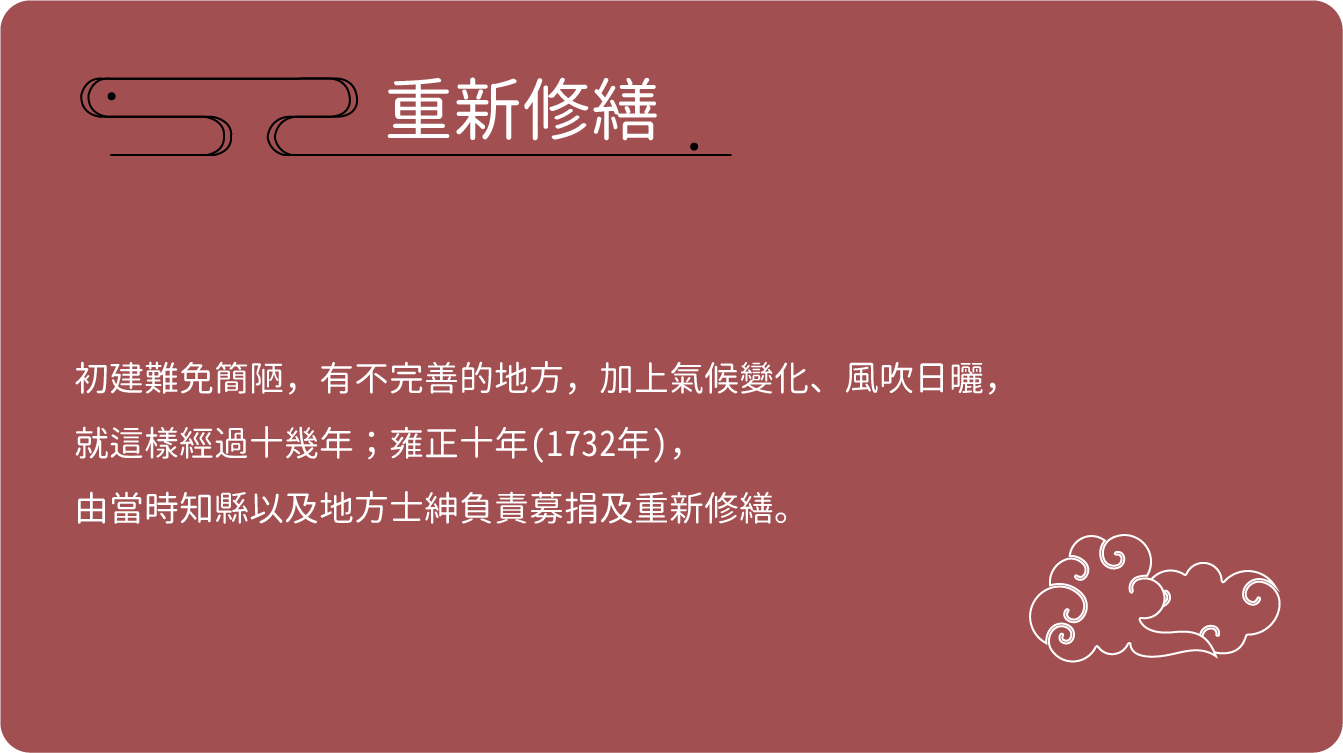 重新修繕
初建難免簡陋，有不完善的地方，加上氣候變化、風吹日曬，
就這樣經過十幾年；雍正十年(1732年)，
由當時知縣以及地方士紳負責募捐及重新修繕。